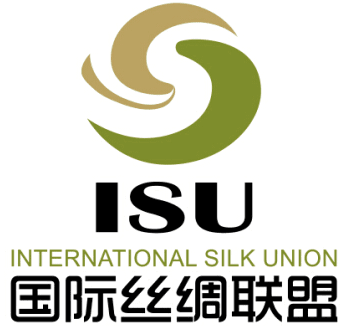 ISU
INTERNATIONAL SILK UNION
国际丝绸联盟